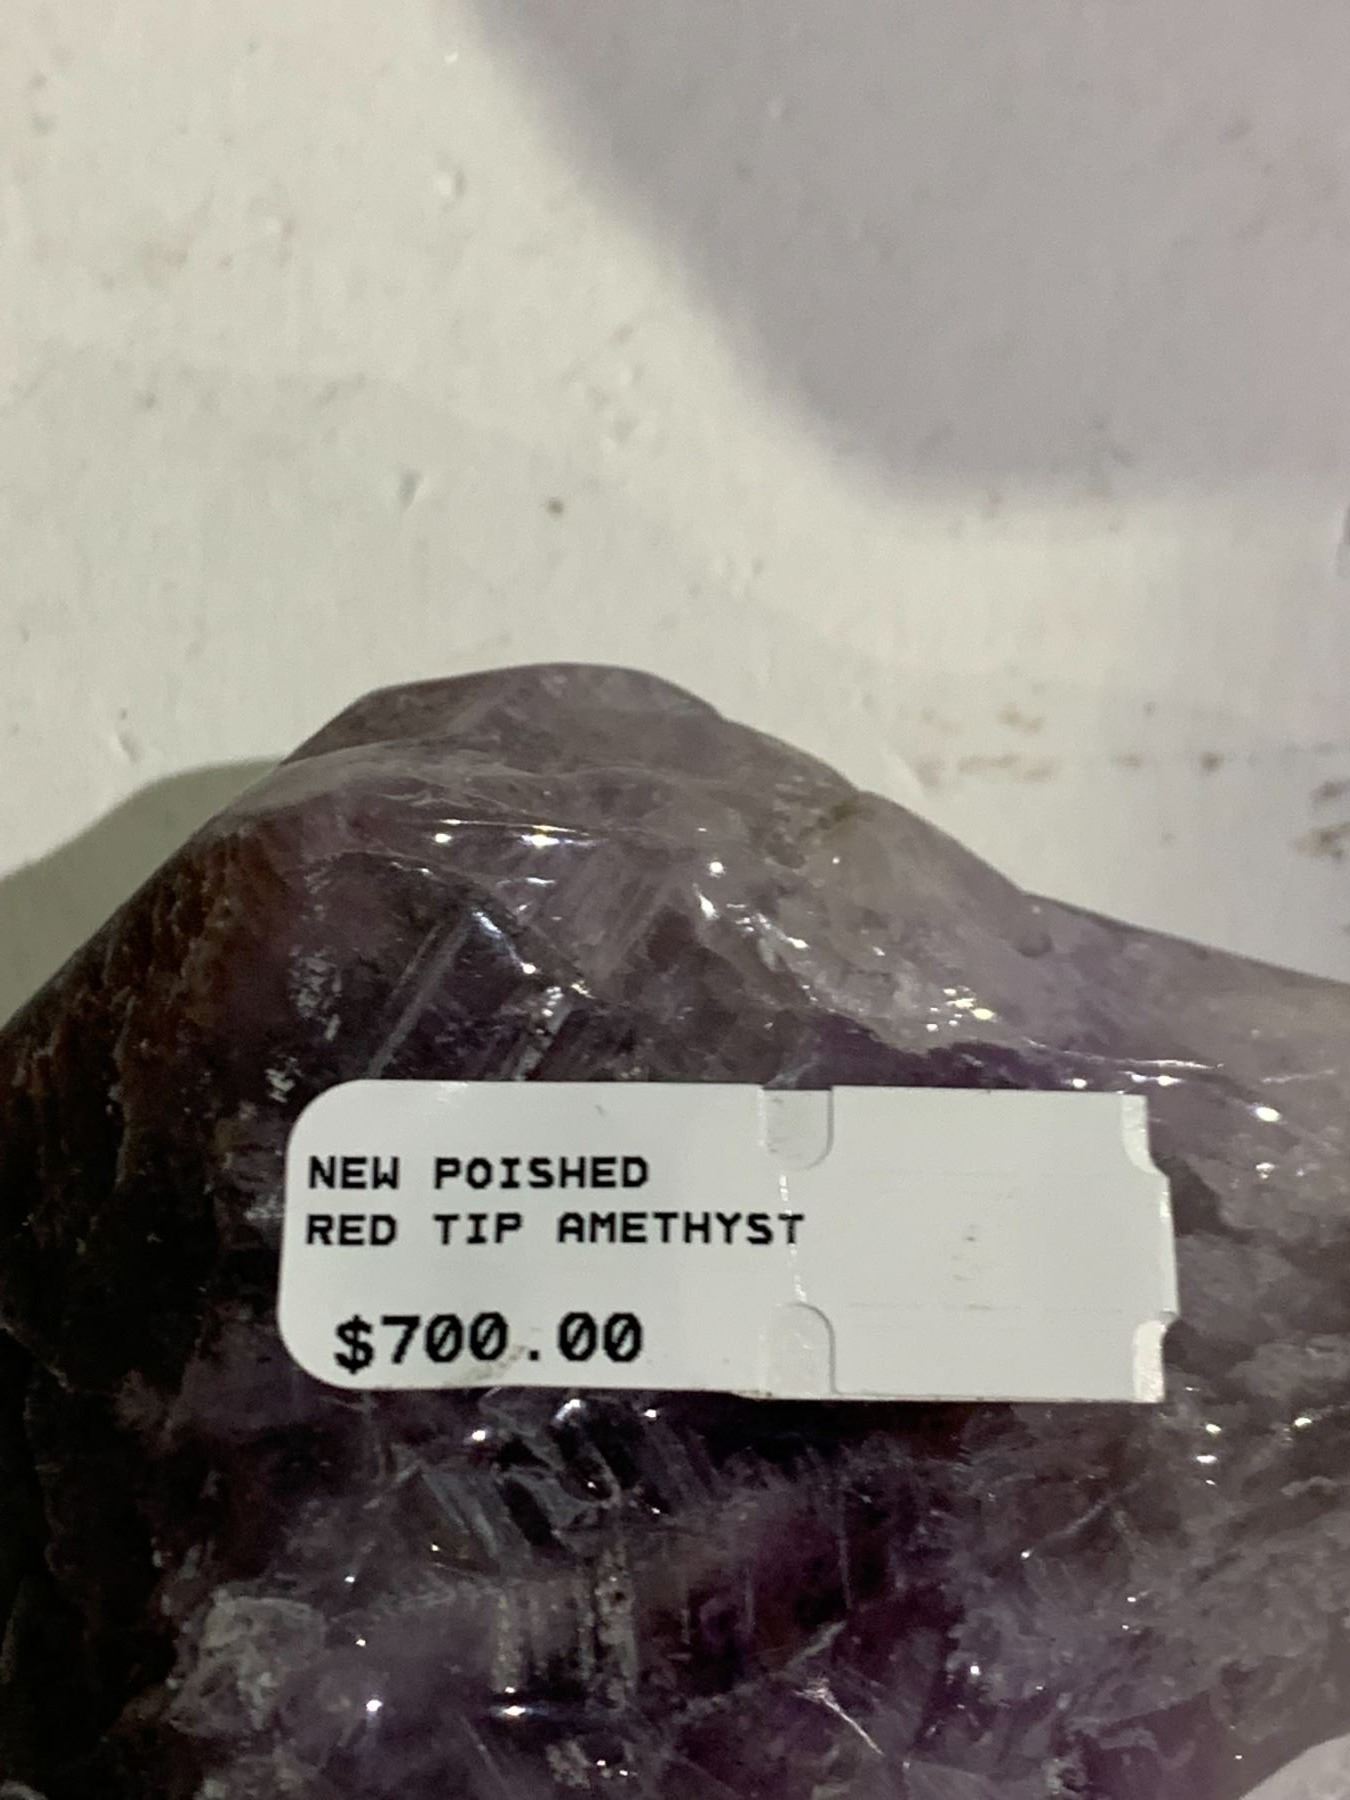 NEW POISHED
RED TIP AMETHYST
$700.00